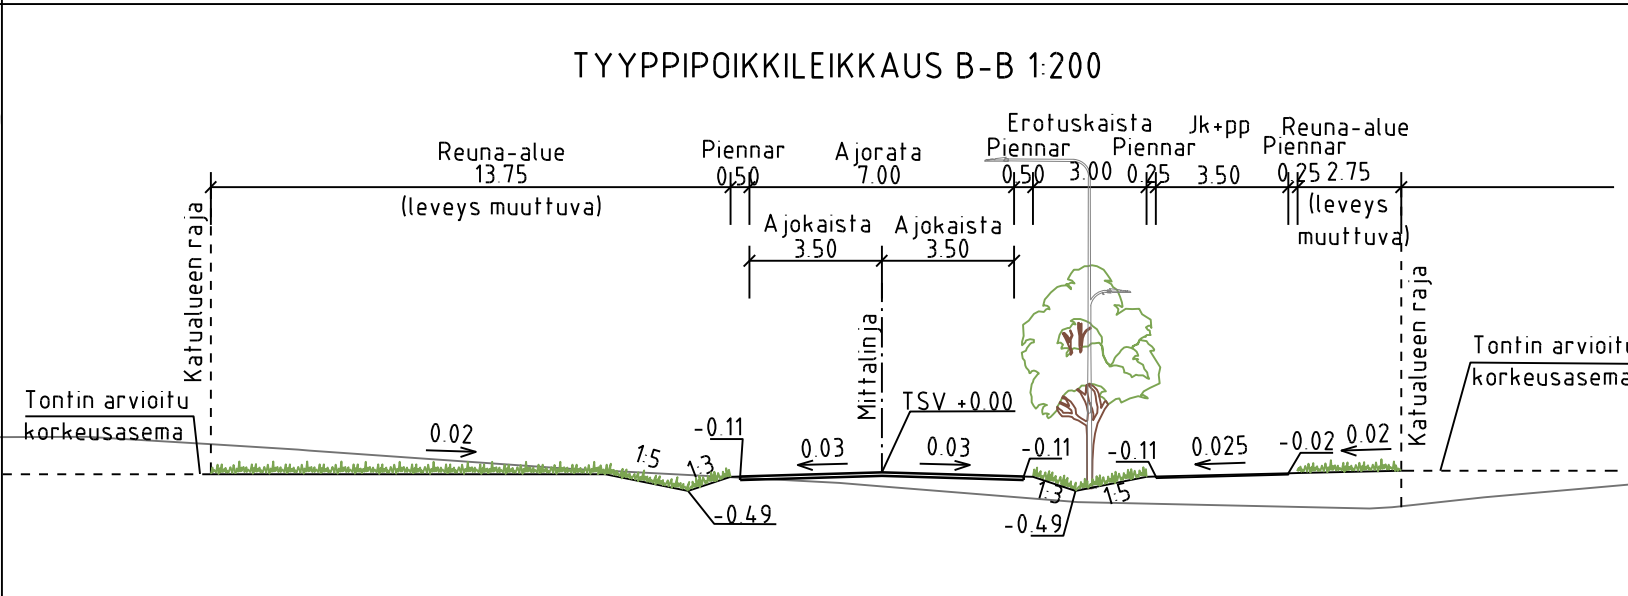 TYYPPIPOIKKILEIKKAUS B-B 1:200
Erotuskaista
Jk+pp
Reuna-alue
Reuna-alue
Piennar
Ajorata
Piennar
Piennar
Piennar
13.75
0.50
7.00
0.50
3.00
0.25
3.50
0.25
2.75
(leveys muuttuva)
(leveys
muuttuva)
Ajokaista
Ajokaista
3.50
3.50
Katualueen raja
Mittalinja
Katualueen raja
Tontin arvioitu
korkeusasema
Tontin arvioitu
korkeusasema
TSV +0.00
0.02
1:5
1:3
-0.11
0.03
0.03
-0.11
-0.11
0.025
-0.02
0.02
1:3
1:5
-0.49
-0.49